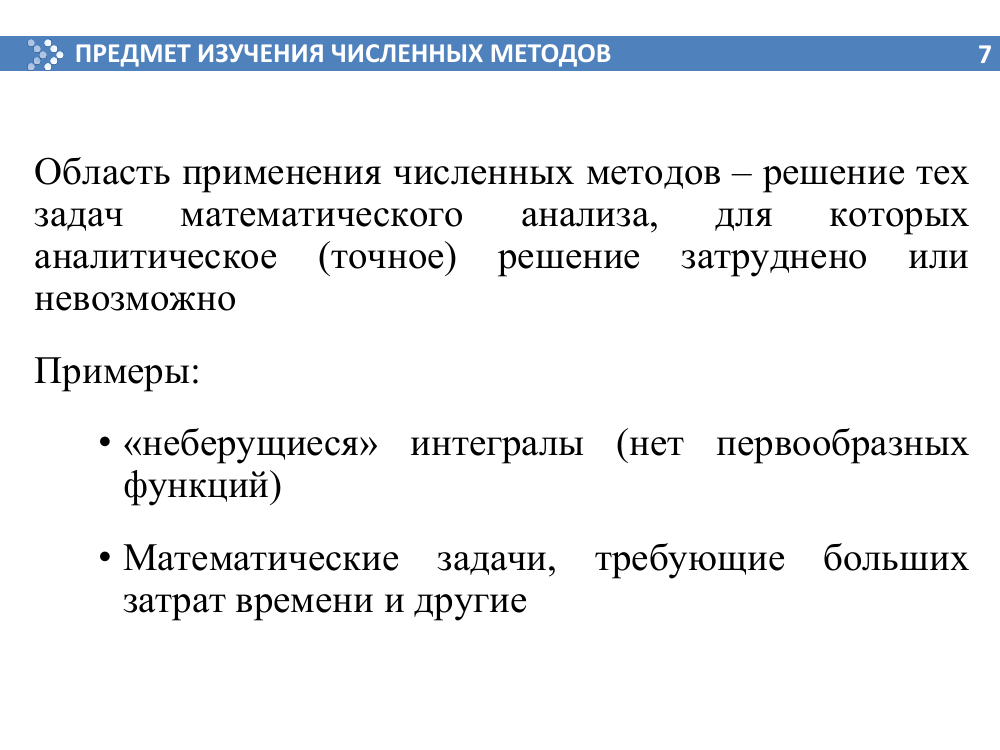 ПРЕДМЕТ ИЗУЧЕНИЯ ЧИСЛЕННЫХ МЕТОДОВ 7
Область применения численных методов – решение тех
задач математического анализа, для которых
аналитическое (точное) решение затруднено или
невозможно
Примеры:
• «неберущиеся» интегралы (нет первообразных
функций)
• Математические задачи, требующие больших
затрат времени и другие